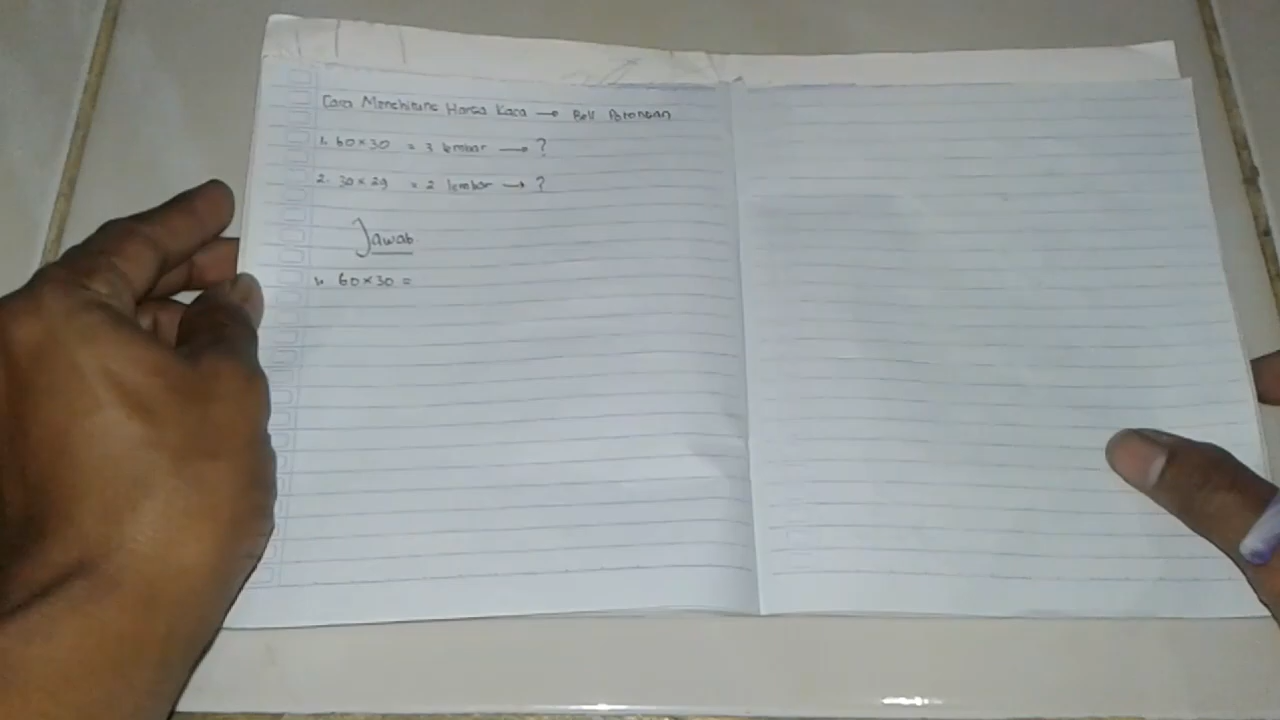 Cara Menghitung Harga Kaca → Beli Potongan
1. 60 x 30 = 3 lembar → ?
2. 30 x 29 = 2 lembar → ?
Jawab
1. 60 x 30 =